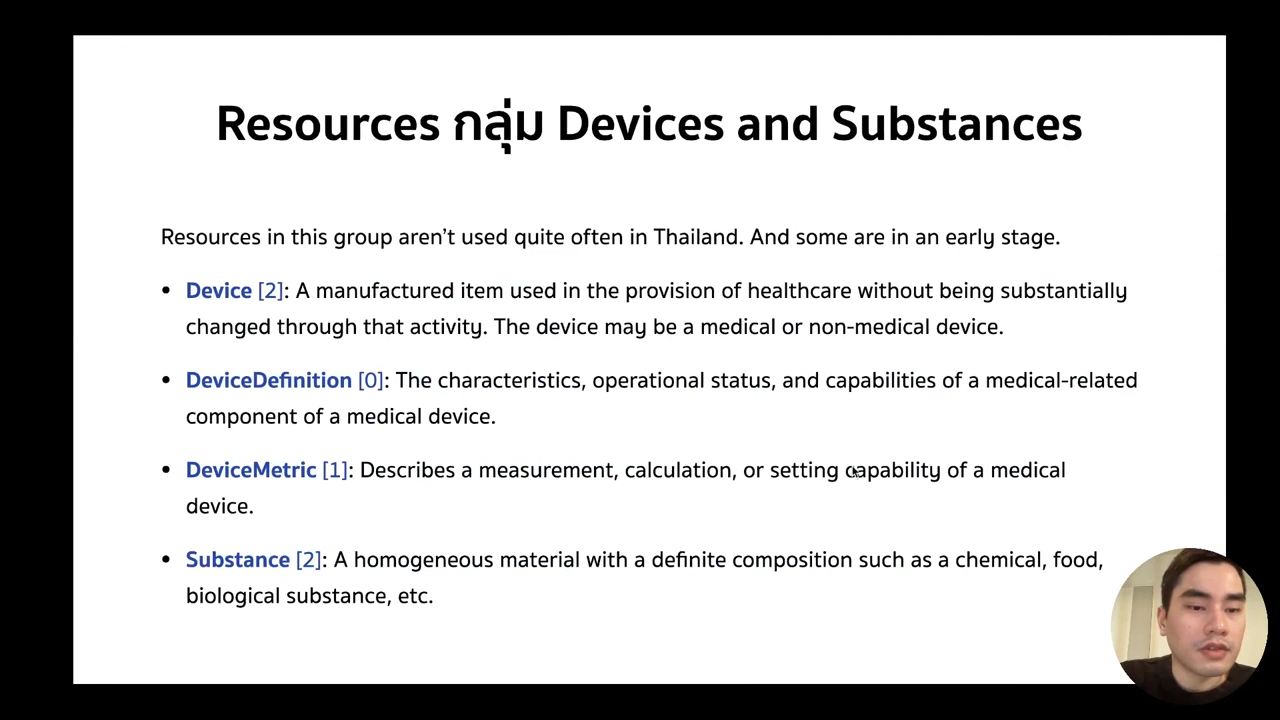 Resources กลุ่ม Devices and Substances
Resources in this group aren’t used quite often in Thailand. And some are in an early stage.
• Device [2]: A manufactured item used in the provision of healthcare without being substantially
changed through that activity. The device may be a medical or non-medical device.
• DeviceDefinition [0]: The characteristics, operational status, and capabilities of a medical-related
component of a medical device.
• DeviceMetric [1]: Describes a measurement, calculation, or setting capability of a medical
device.
• Substance [2]: A homogeneous material with a definite composition such as a chemical, food,
biological substance, etc.